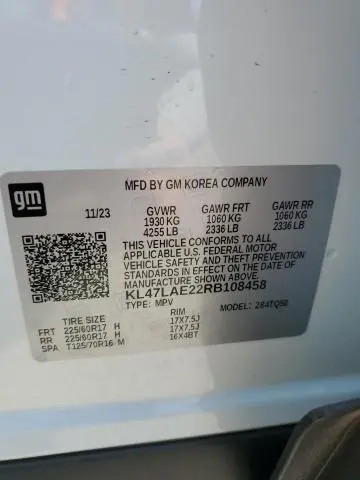 gm
MFD BY GM KOREA COMPANY
11/23 GVWR GAWR FRT GAWR RR
1930 KG 1060 KG 1060 KG
4255 LB 2336 LB 2336 LB
THIS VEHICLE CONFORMS TO ALL
APPLICABLE U.S. FEDERAL MOTOR
VEHICLE SAFETY AND THEFT PREVENTION
STANDARDS IN EFFECT ON THE DATE OF
MANUFACTURE SHOWN ABOVE.
KL47LAE22RB108458
TYPE: MPV MODEL: 284TQ58
TIRE SIZE RIM
FRT 225/60R17 H 17X7.5J
RR 225/60R17 H 17X7.5J
SPA T125/70R16 M 16X4BT